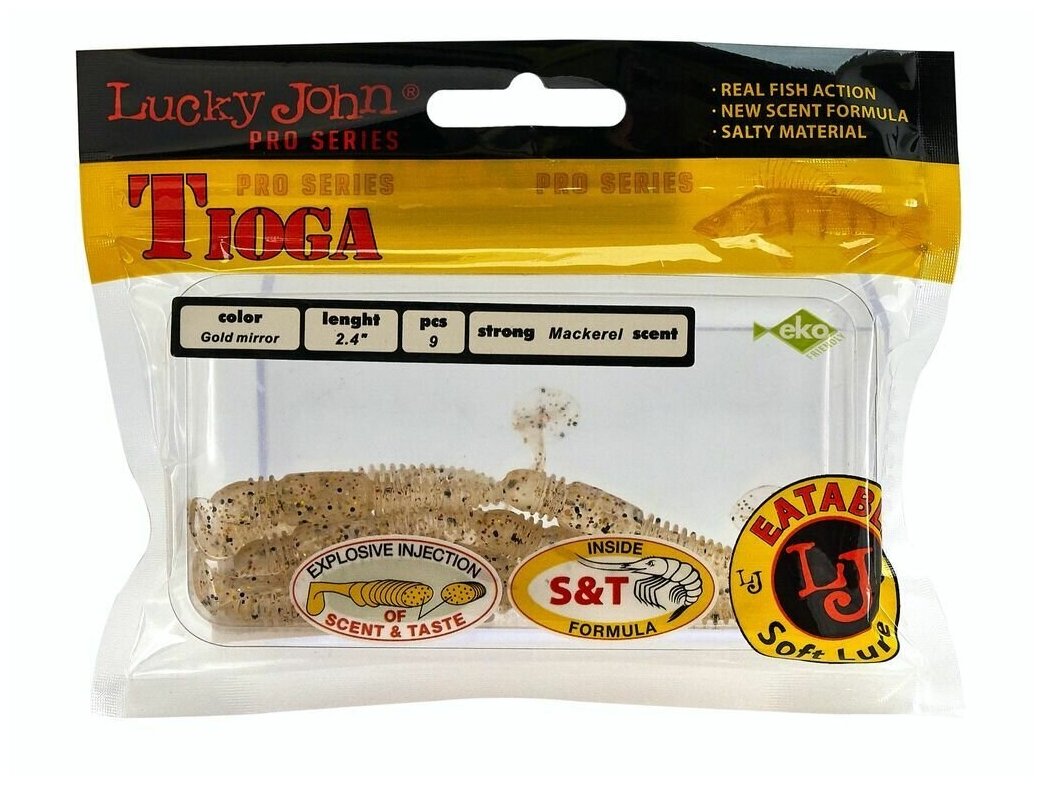 Lucky John®
PRO SERIES
· REAL FISH ACTION
· NEW SCENT FORMULA
· SALTY MATERIAL
PRO SERIES
PRO SERIES
TIOGA
color
Gold mirror
lenght
2.4"
pcs
9
strong Mackerel scent
eko
FRIENDLY
EXPLOSIVE INJECTION
OF
SCENT & TASTE
INSIDE
S&T
FORMULA
EATABL
LJ
LJ
Soft Lure